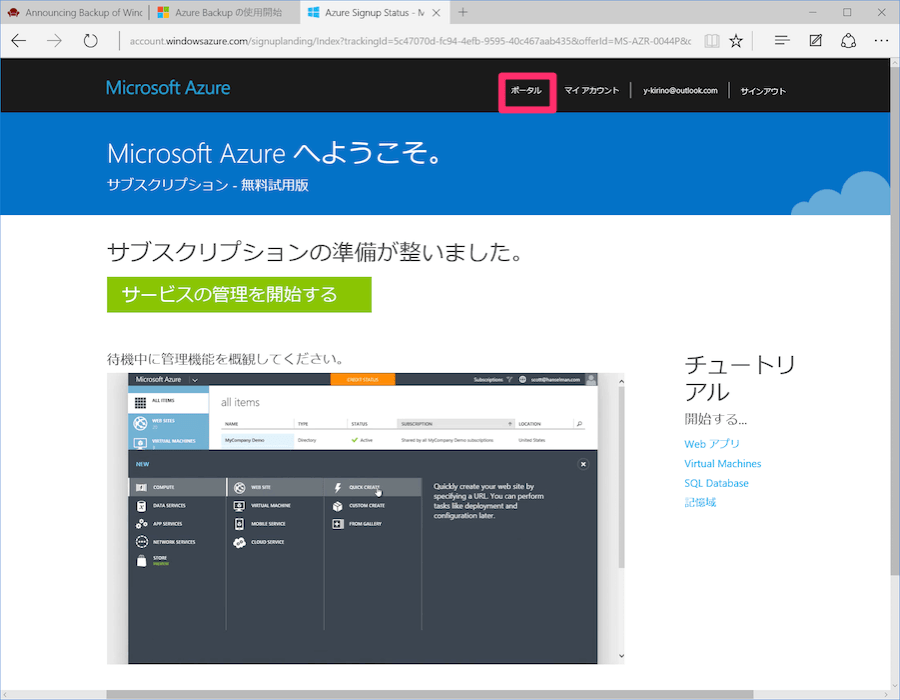 Announcing Backup of Wind
Azure Backup の使用開始
Azure Signup Status - M
account.windowsazure.com/signuplanding/Index?trackingId=5c47070d-fc94-4efb-9595-40c467aab435&offerId=MS-AZR-0044P&c
Microsoft Azure
ポータル
マイ アカウント
y-kirino@outlook.com
サインアウト
Microsoft Azure へようこそ。
サブスクリプション - 無料試用版
サブスクリプションの準備が整いました。
サービスの管理を開始する
待機中に管理機能を概観してください。
Microsoft Azure
Subscriptions
scott@hanselman.com
ALL ITEMS
WEB SITES
VIRTUAL MACHINES
all items
NAME
TYPE
STATUS
SUBSCRIPTION
LOCATION
MyCompany Demo
Directory
Active
Shared by all MyCompany Demo subscriptions
United States
NEW
COMPUTE
DATA SERVICES
APP SERVICES
NETWORK SERVICES
STORE
WEB SITE
VIRTUAL MACHINE
MOBILE SERVICE
CLOUD SERVICE
QUICK CREATE
CUSTOM CREATE
FROM GALLERY
Quickly create your web site by
specifying a URL. You can perform
tasks like deployment and
configuration later.
チュートリ
アル
開始する...
Web アプリ
Virtual Machines
SQL Database
記憶域